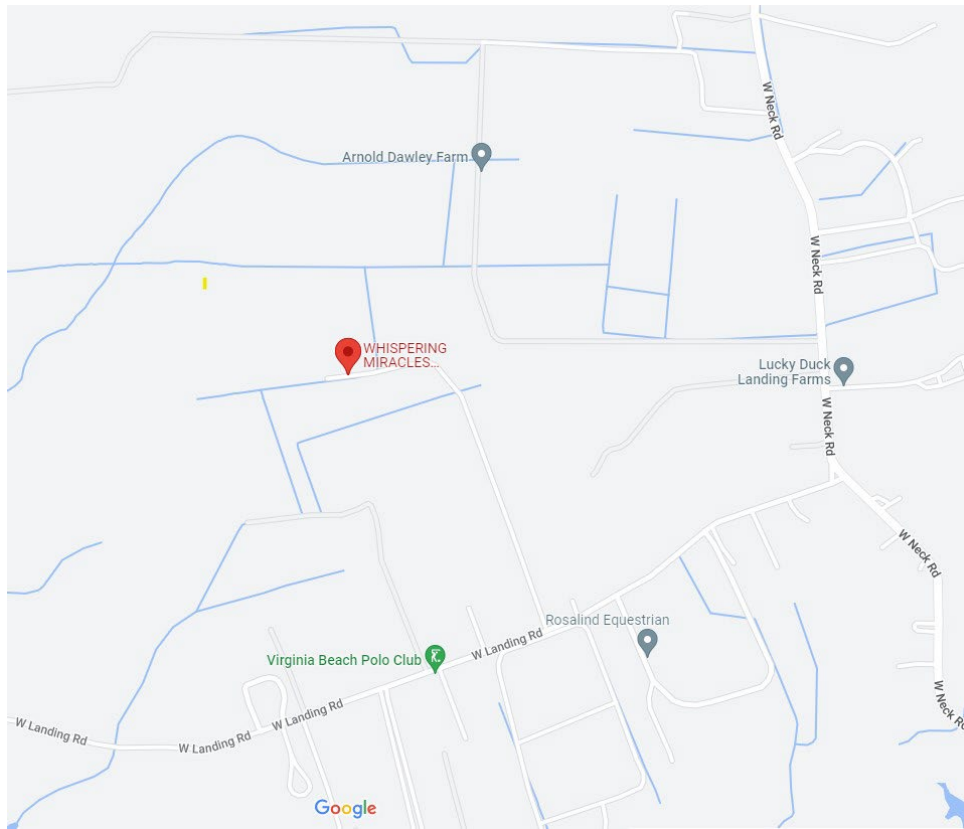 W Neck Rd
Arnold Dawley Farm
W Neck Rd
WHISPERING
MIRACLES...
Lucky Duck
Landing Farms
W Neck Rd
W Neck Rd
Rosalind Equestrian
W Landing Rd
Virginia Beach Polo Club
W Neck Rd
W Landing Rd
W Landing Rd
W Landing Rd
Google